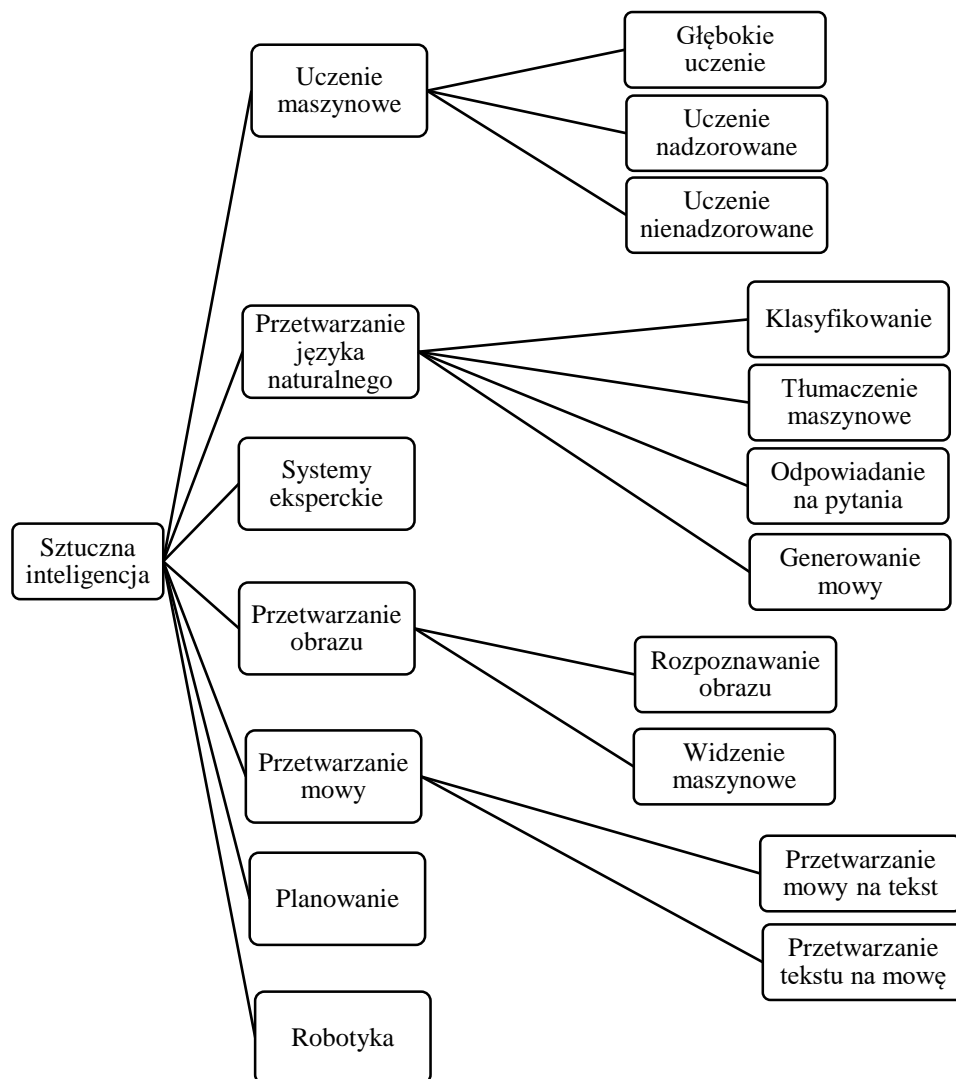 Sztuczna
inteligencja
Uczenie
maszynowe
Głębokie
uczenie
Uczenie
nadzorowane
Uczenie
nienadzorowane
Przetwarzanie
języka
naturalnego
Klasyfikowanie
Tłumaczenie
maszynowe
Odpowiadanie
na pytania
Generowanie
mowy
Systemy
eksperckie
Przetwarzanie
obrazu
Rozpoznawanie
obrazu
Widzenie
maszynowe
Przetwarzanie
mowy
Przetwarzanie
mowy na tekst
Przetwarzanie
tekstu na mowę
Planowanie
Robotyka